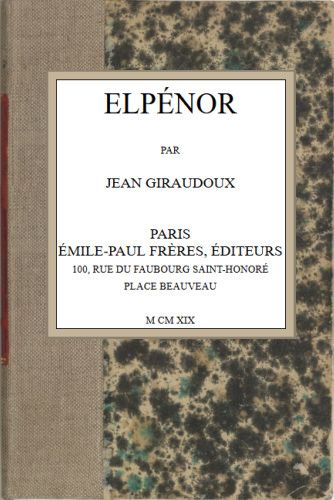 ELPÉNOR
PAR
JEAN GIRAUDOUX
PARIS
ÉMILE-PAUL FRÈRES, ÉDITEURS
100, RUE DU FAUBOURG SAINT-HONORÉ
PLACE BEAUVEAU
M CM XIX